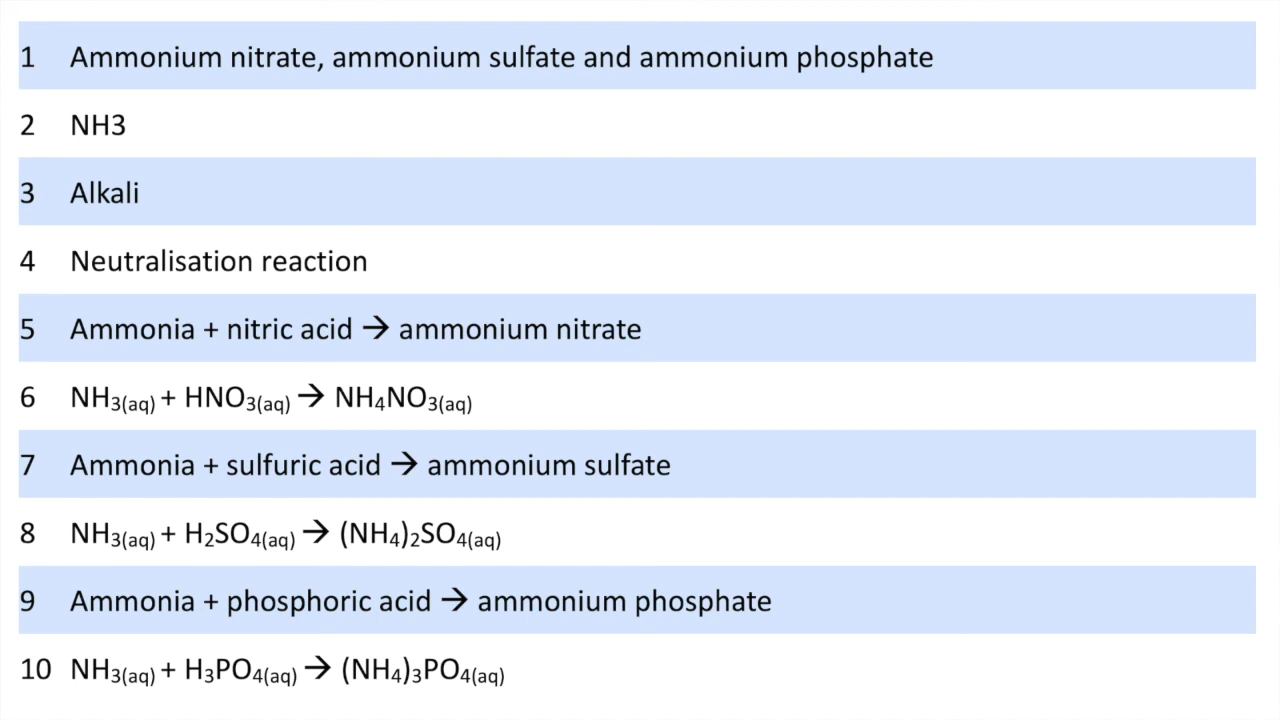 1 Ammonium nitrate, ammonium sulfate and ammonium phosphate
2 NH3
3 Alkali
4 Neutralisation reaction
5 Ammonia + nitric acid → ammonium nitrate
6 NH₃₍aq₎ + HNO₃₍aq₎ → NH₄NO₃₍aq₎
7 Ammonia + sulfuric acid → ammonium sulfate
8 NH₃₍aq₎ + H₂SO₄₍aq₎ → (NH₄)₂SO₄₍aq₎
9 Ammonia + phosphoric acid → ammonium phosphate
10 NH₃₍aq₎ + H₃PO₄₍aq₎ → (NH₄)₃PO₄₍aq₎